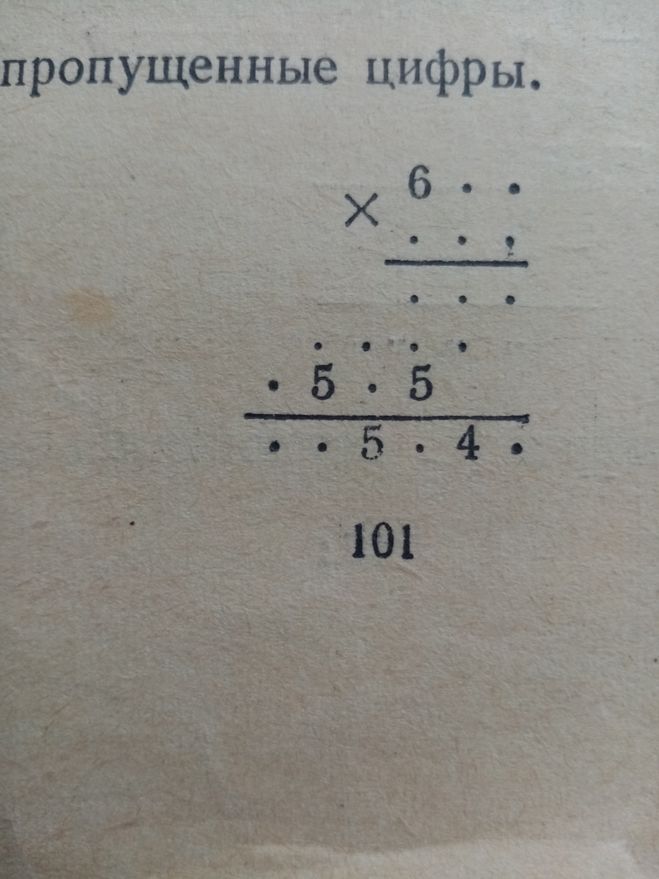 пропущенные цифры.
6 . .
×
. . .
. . .
. . . .
. 5 . 5
. . 5 . 4 .
101